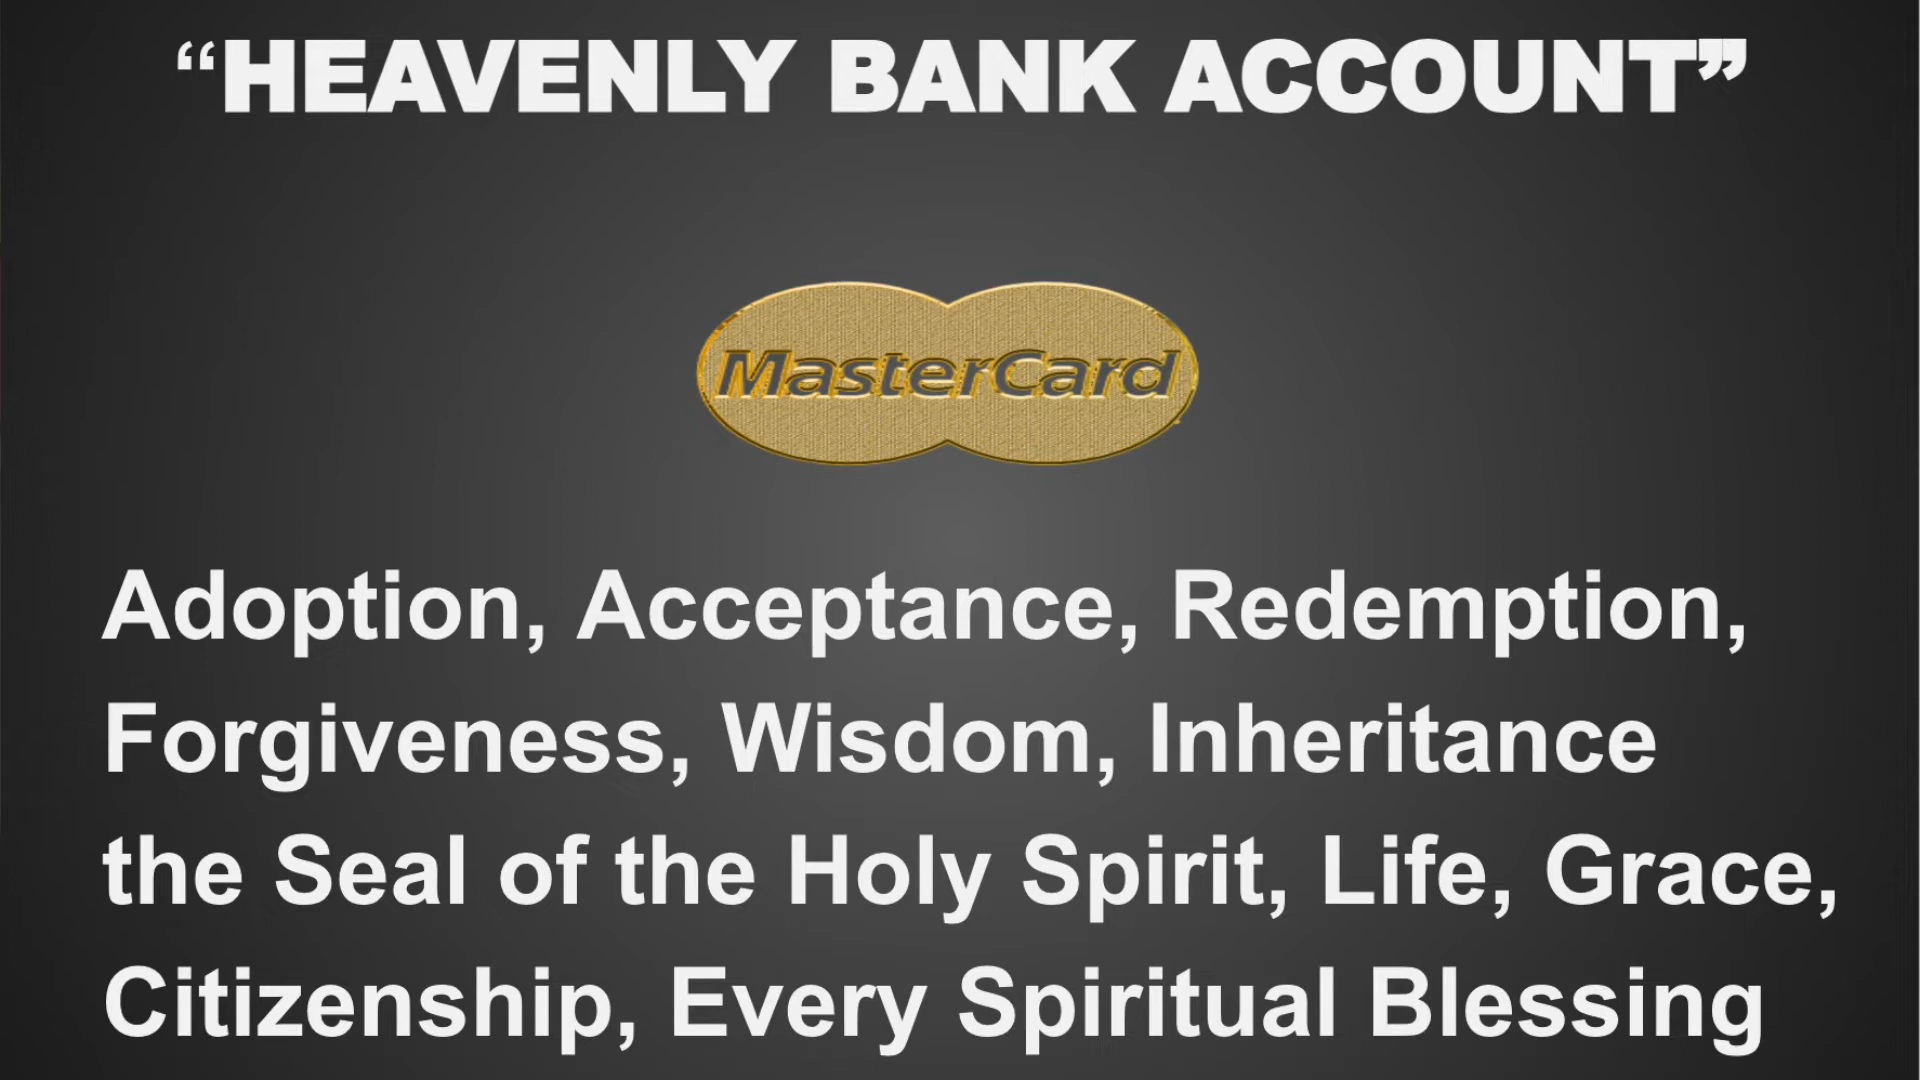 “HEAVENLY BANK ACCOUNT”
MasterCard
Adoption, Acceptance, Redemption,
Forgiveness, Wisdom, Inheritance
the Seal of the Holy Spirit, Life, Grace,
Citizenship, Every Spiritual Blessing